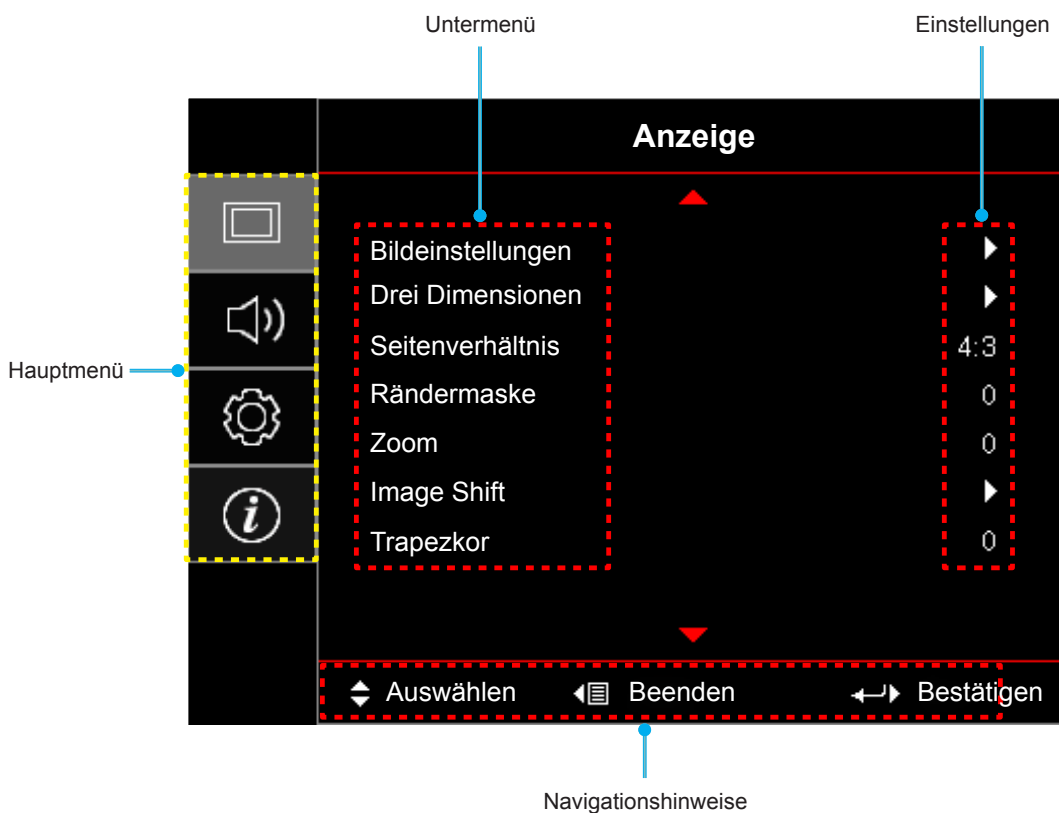 Untermenü
Einstellungen
Anzeige
Bildeinstellungen
Drei Dimensionen
Seitenverhältnis 4:3
Hauptmenü
Rändermaske 0
Zoom 0
Image Shift
Trapezkor 0
Auswählen Beenden Bestätigen
Navigationshinweise